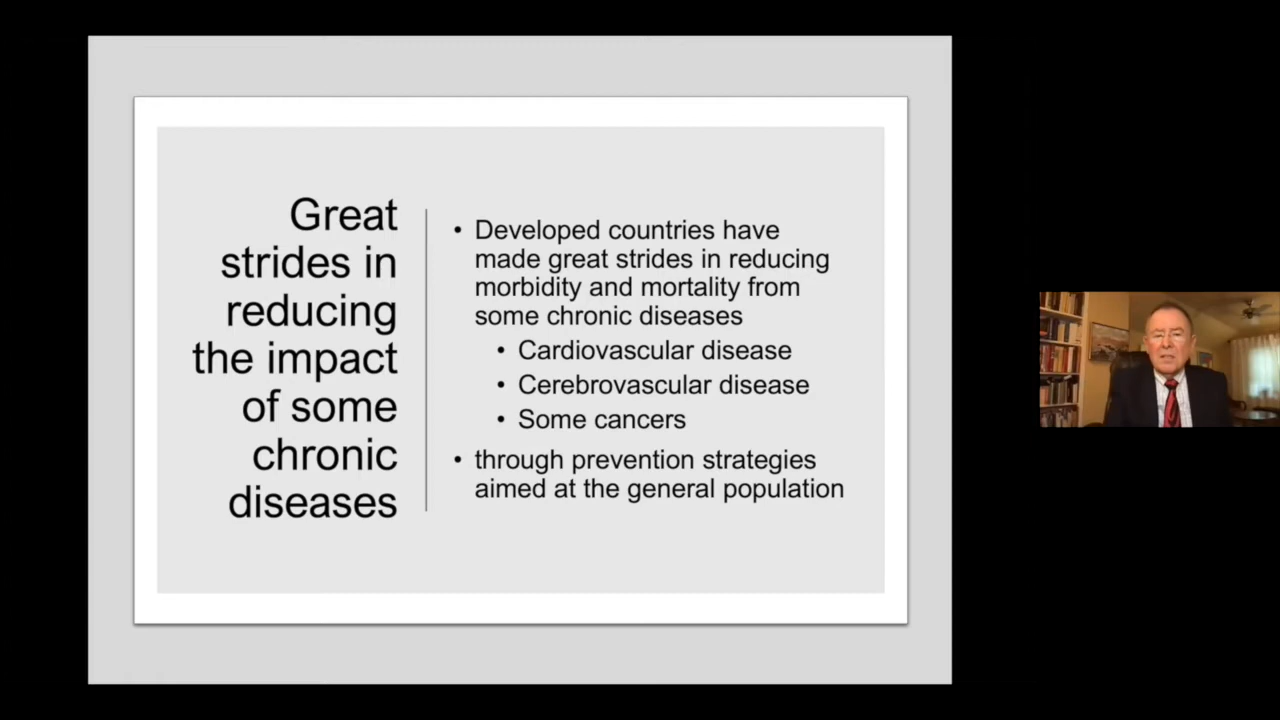 Great
strides in
reducing
the impact
of some
chronic
diseases
• Developed countries have
made great strides in reducing
morbidity and mortality from
some chronic diseases
• Cardiovascular disease
• Cerebrovascular disease
• Some cancers
• through prevention strategies
aimed at the general population